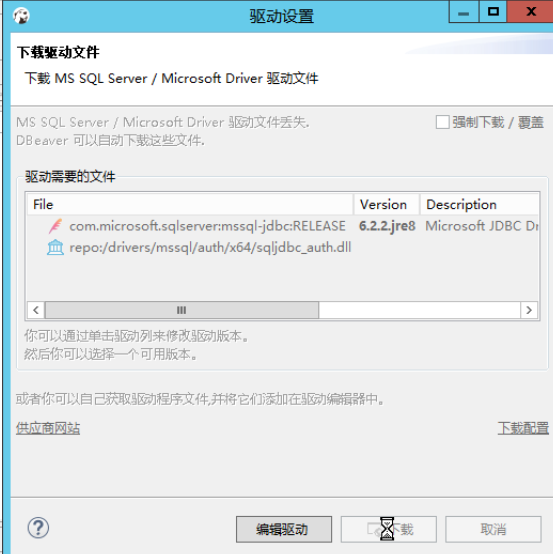 驱动设置
下载驱动文件
下载 MS SQL Server / Microsoft Driver 驱动文件
MS SQL Server / Microsoft Driver 驱动文件丢失.
DBeaver 可以自动下载这些文件.
强制下载 / 覆盖
驱动需要的文件
File Version Description
com.microsoft.sqlserver:mssql-jdbc:RELEASE 6.2.2.jre8 Microsoft JDBC Dr
repo:/drivers/mssql/auth/x64/sqljdbc_auth.dll
你可以通过单击驱动列来修改驱动版本。
然后你可以选择一个可用版本。
或者你可以自己获取驱动程序文件,并将它们添加在驱动编辑器中。
供应商网站 下载配置
编辑驱动 下载 取消